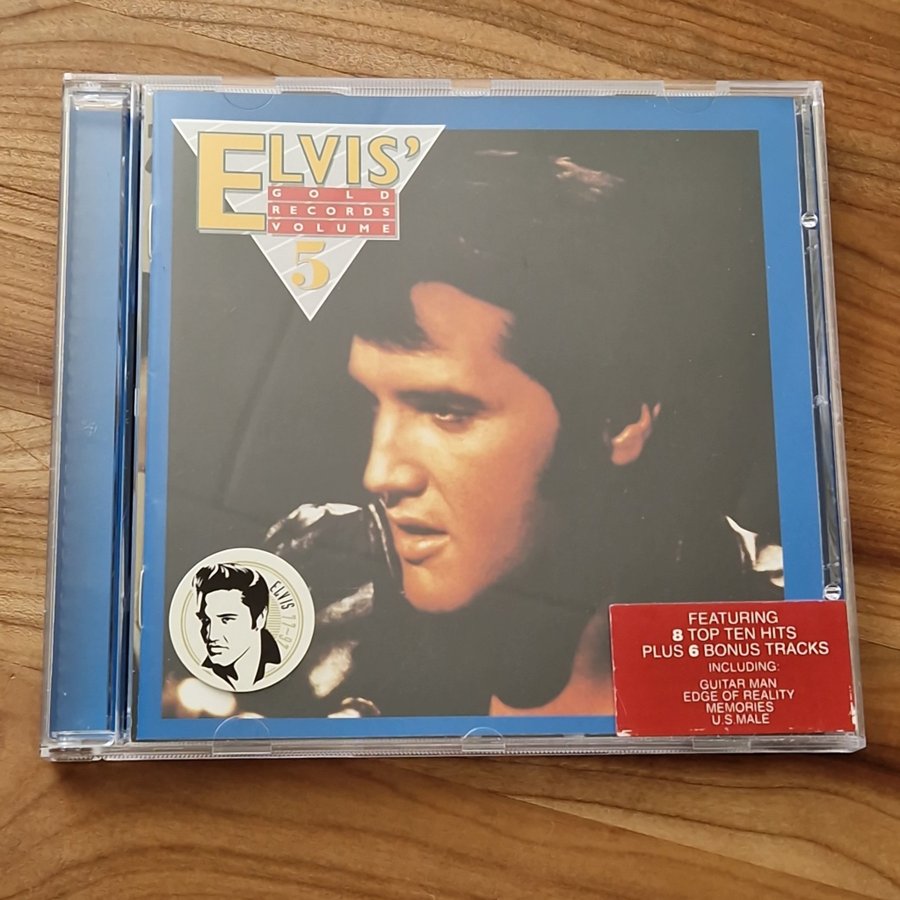 ELVIS'
GOLD
RECORDS
VOLUME
5
ELVIS 77-97
FEATURING
8 TOP TEN HITS
PLUS 6 BONUS TRACKS
INCLUDING:
GUITAR MAN
EDGE OF REALITY
MEMORIES
U.S.MALE